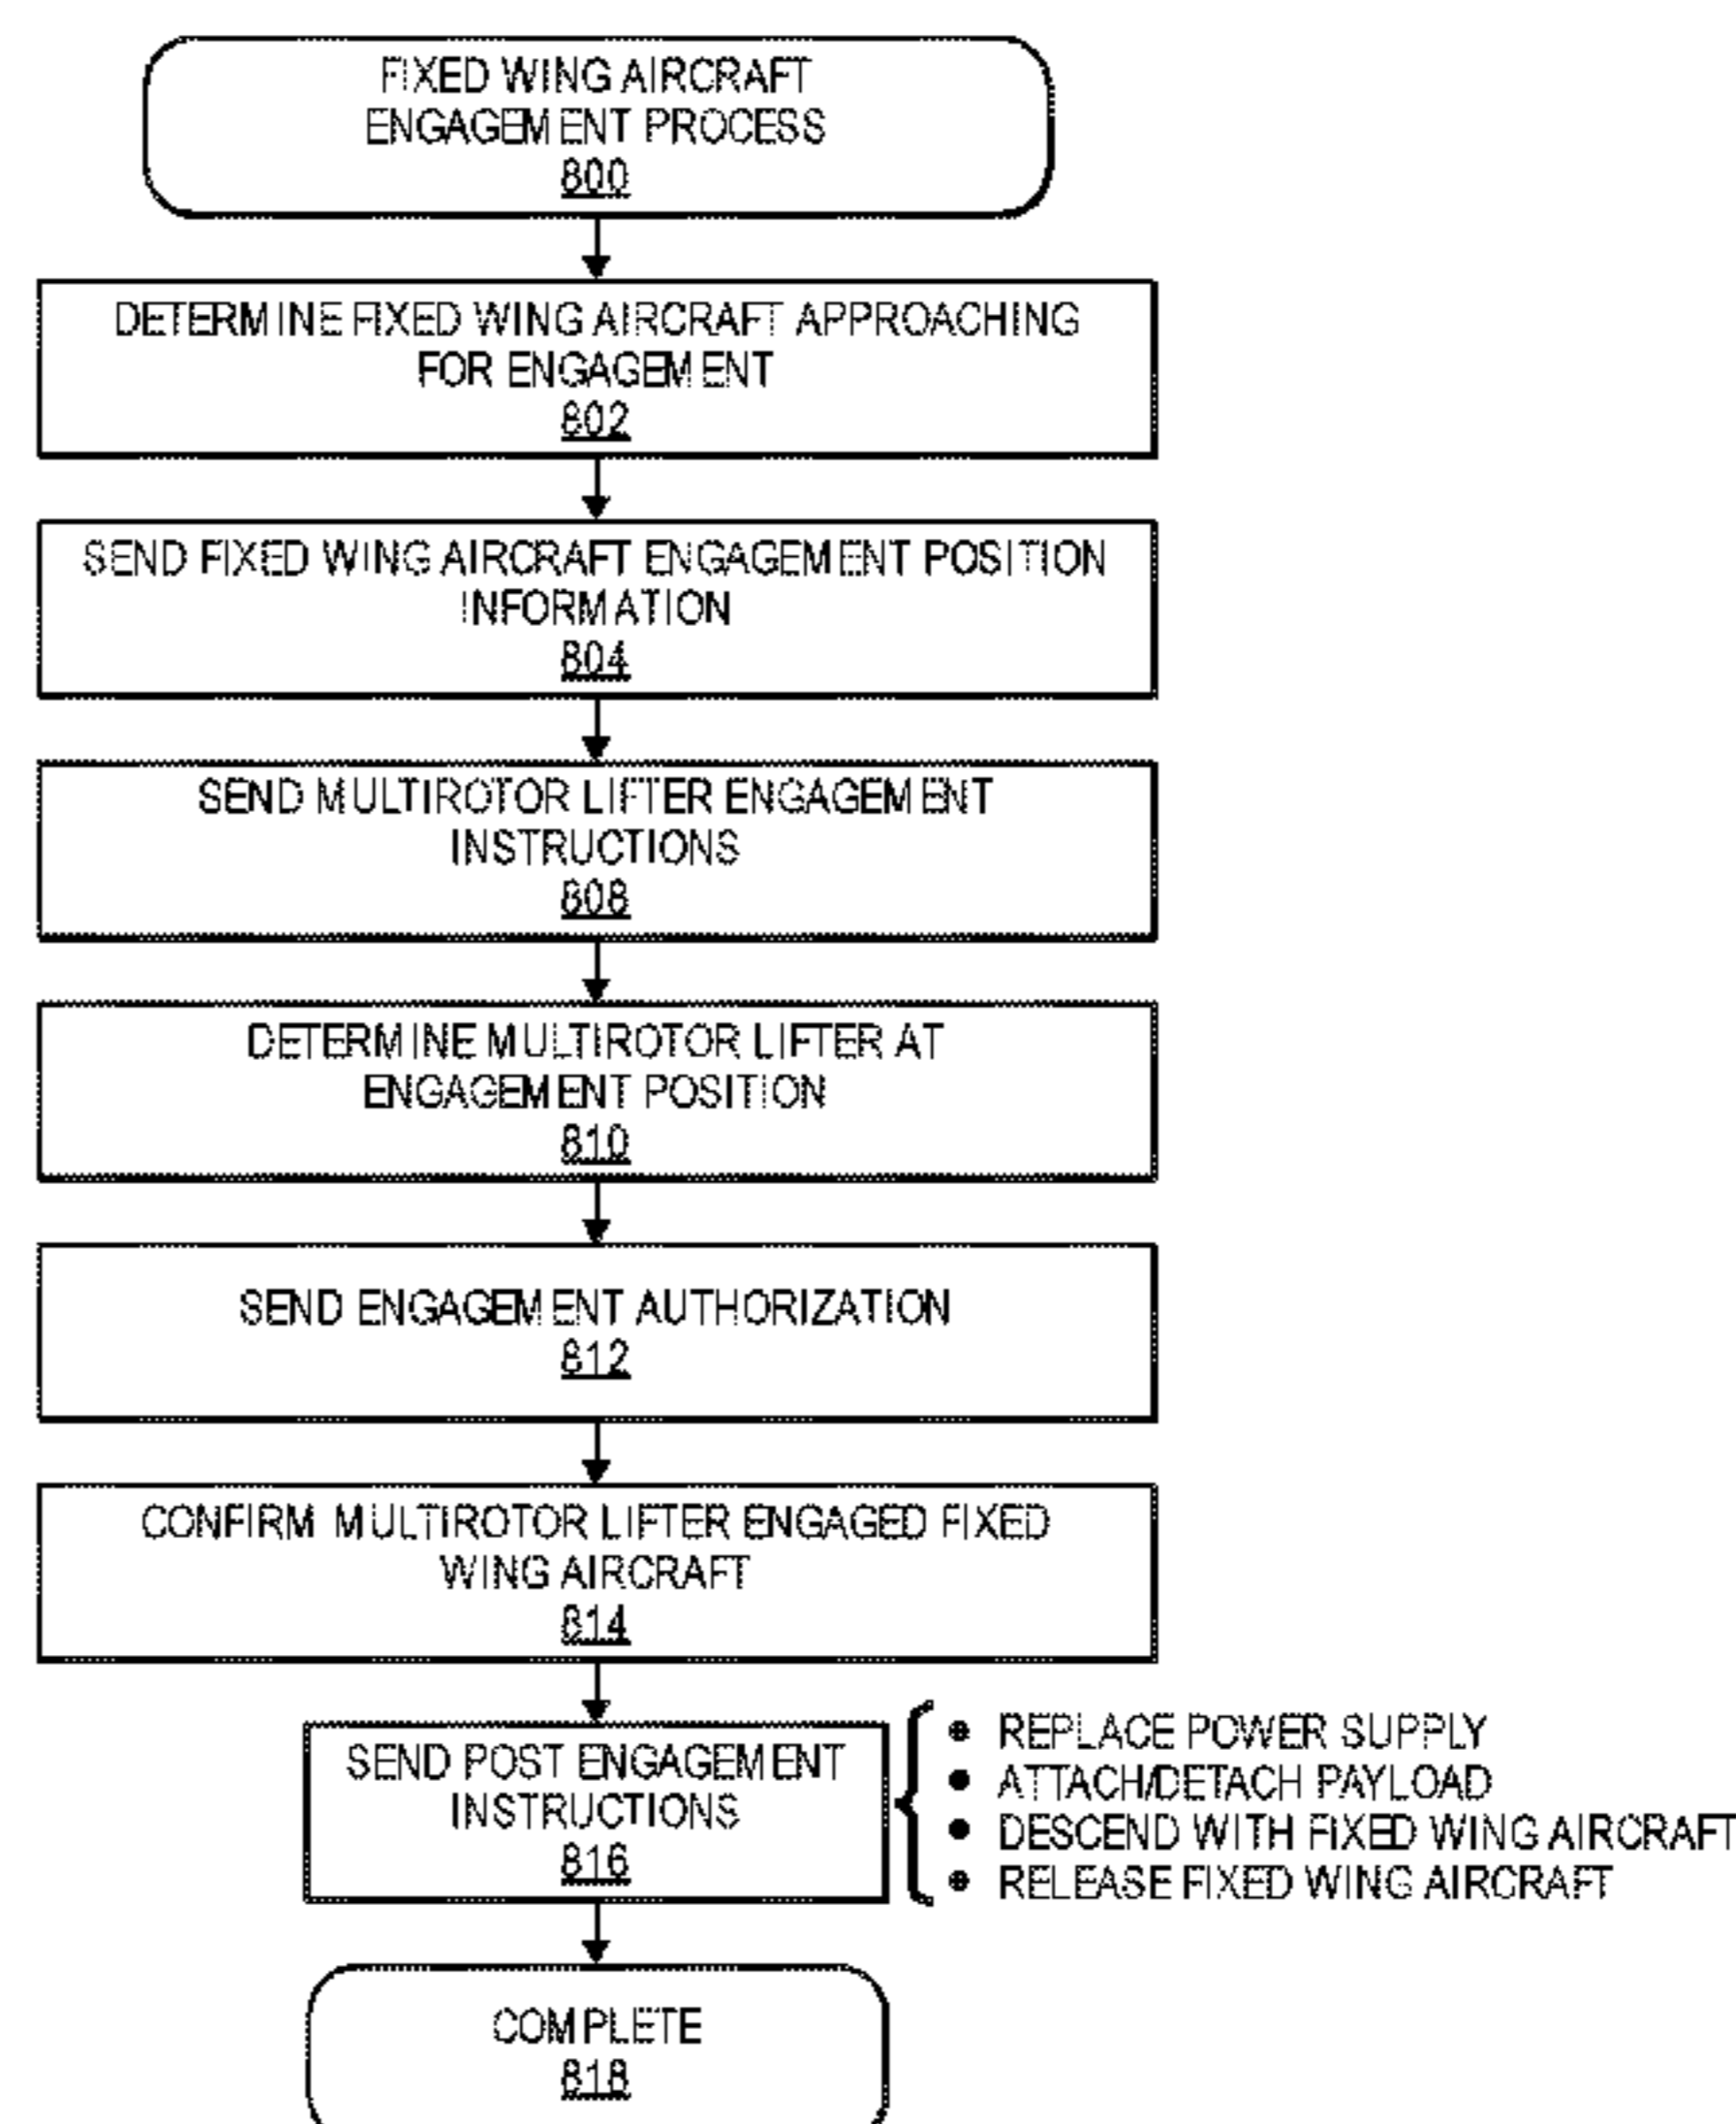 FIXED WING AIRCRAFT
ENGAGEMENT PROCESS
800
DETERMINE FIXED WING AIRCRAFT APPROACHING
FOR ENGAGEMENT
802
SEND FIXED WING AIRCRAFT ENGAGEMENT POSITION
INFORMATION
804
SEND MULTIROTOR LIFTER ENGAGEMENT
INSTRUCTIONS
808
DETERMINE MULTIROTOR LIFTER AT
ENGAGEMENT POSITION
810
SEND ENGAGEMENT AUTHORIZATION
812
CONFIRM MULTIROTOR LIFTER ENGAGED FIXED
WING AIRCRAFT
814
SEND POST ENGAGEMENT
INSTRUCTIONS
816
• REPLACE POWER SUPPLY
• ATTACH/DETACH PAYLOAD
• DESCEND WITH FIXED WING AIRCRAFT
• RELEASE FIXED WING AIRCRAFT
COMPLETE
818